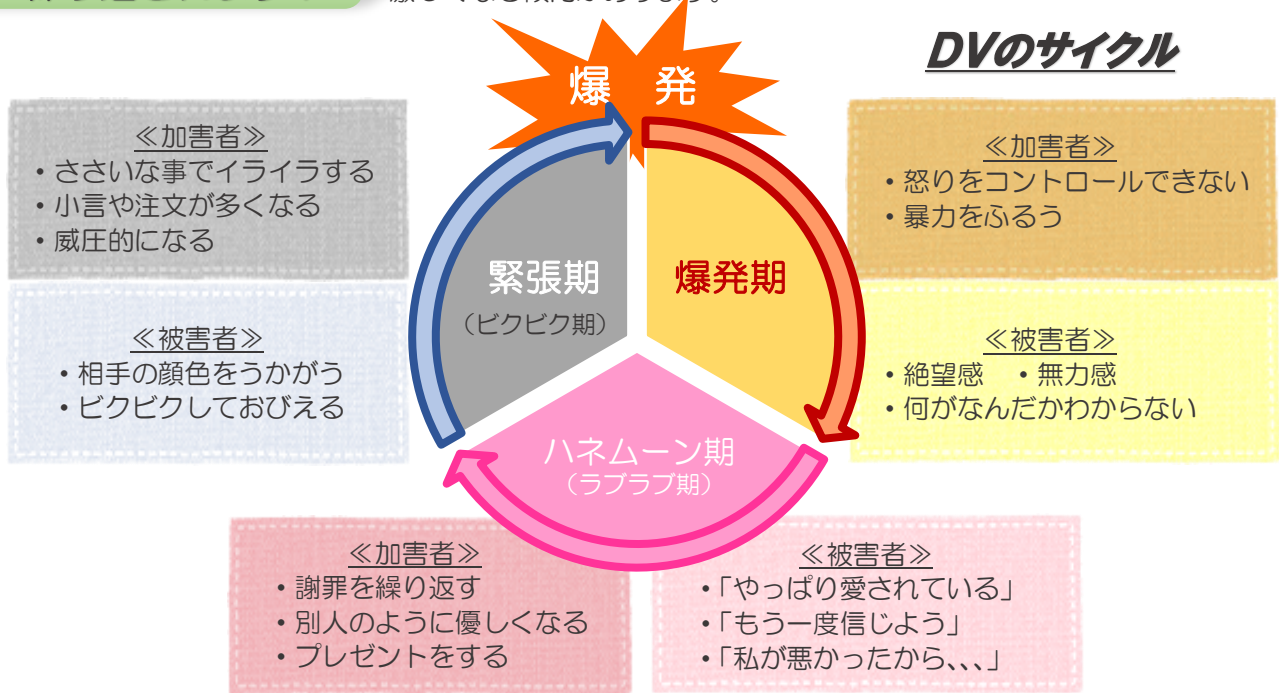 DVのサイクル
爆 発
≪加害者≫
・ささいな事でイライラする
・小言や注文が多くなる
・威圧的になる
≪被害者≫
・相手の顔色をうかがう
・ビクビクしておびえる
緊張期
（ビクビク期）
爆発期
≪加害者≫
・怒りをコントロールできない
・暴力をふるう
≪被害者≫
・絶望感 ・無力感
・何がなんだかわからない
ハネムーン期
（ラブラブ期）
≪加害者≫
・謝罪を繰り返す
・別人のように優しくなる
・プレゼントをする
≪被害者≫
・「やっぱり愛されている」
・「もう一度信じよう」
・「私が悪かったから、、、」